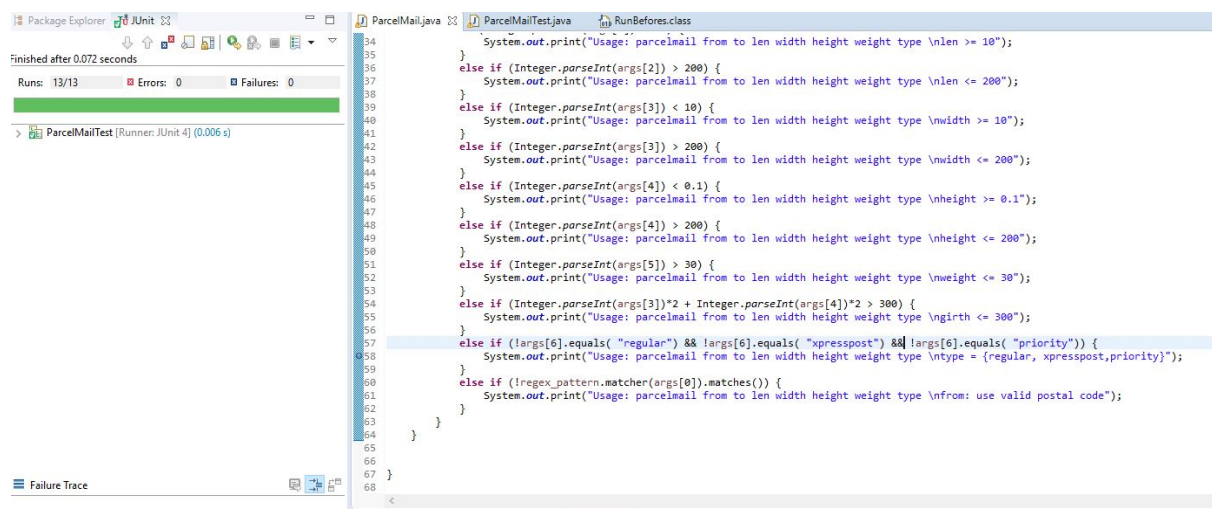 Package Explorer JUnit
Finished after 0.072 seconds
Runs: 13/13 Errors: 0 Failures: 0
ParcelMailTest [Runner: JUnit 4] (0.006 s)
Failure Trace
ParcelMail.java ParcelMailTest.java RunBefores.class
34 System.out.print("Usage: parcelmail from to len width height weight type \nlen >= 10");
35 }
36 else if (Integer.parseInt(args[2]) > 200) {
37 System.out.print("Usage: parcelmail from to len width height weight type \nlen <= 200");
38 }
39 else if (Integer.parseInt(args[3]) < 10) {
40 System.out.print("Usage: parcelmail from to len width height weight type \nwidth >= 10");
41 }
42 else if (Integer.parseInt(args[3]) > 200) {
43 System.out.print("Usage: parcelmail from to len width height weight type \nwidth <= 200");
44 }
45 else if (Integer.parseInt(args[4]) < 0.1) {
46 System.out.print("Usage: parcelmail from to len width height weight type \nheight >= 0.1");
47 }
48 else if (Integer.parseInt(args[4]) > 200) {
49 System.out.print("Usage: parcelmail from to len width height weight type \nheight <= 200");
50 }
51 else if (Integer.parseInt(args[5]) > 30) {
52 System.out.print("Usage: parcelmail from to len width height weight type \nweight <= 30");
53 }
54 else if (Integer.parseInt(args[3])*2 + Integer.parseInt(args[4])*2 > 300) {
55 System.out.print("Usage: parcelmail from to len width height weight type \ngirth <= 300");
56 }
57 else if (!args[6].equals( "regular") && !args[6].equals( "xpresspost") && !args[6].equals( "priority")) {
58 System.out.print("Usage: parcelmail from to len width height weight type \ntype = {regular, xpresspost,priority}");
59 }
60 else if (!regex_pattern.matcher(args[0]).matches()) {
61 System.out.print("Usage: parcelmail from to len width height weight type \nfrom: use valid postal code");
62 }
63 }
64 }
65
66
67 }
68